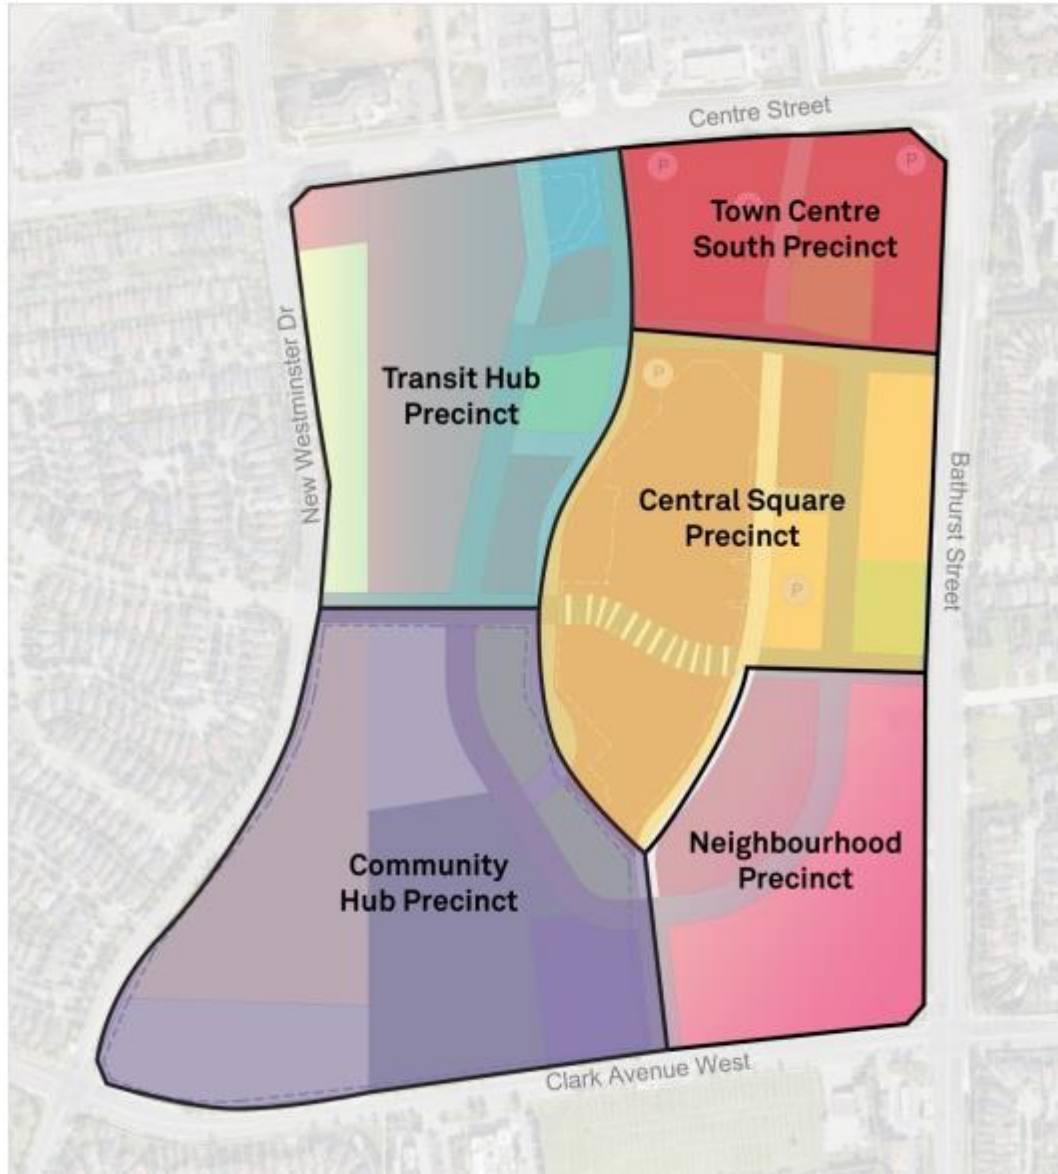 Centre Street
P
P
P
Town Centre
South Precinct
New Westminster Dr
Transit Hub
Precinct
P
Central Square
Precinct
Bathurst Street
P
Neighbourhood
Precinct
Community
Hub Precinct
Clark Avenue West